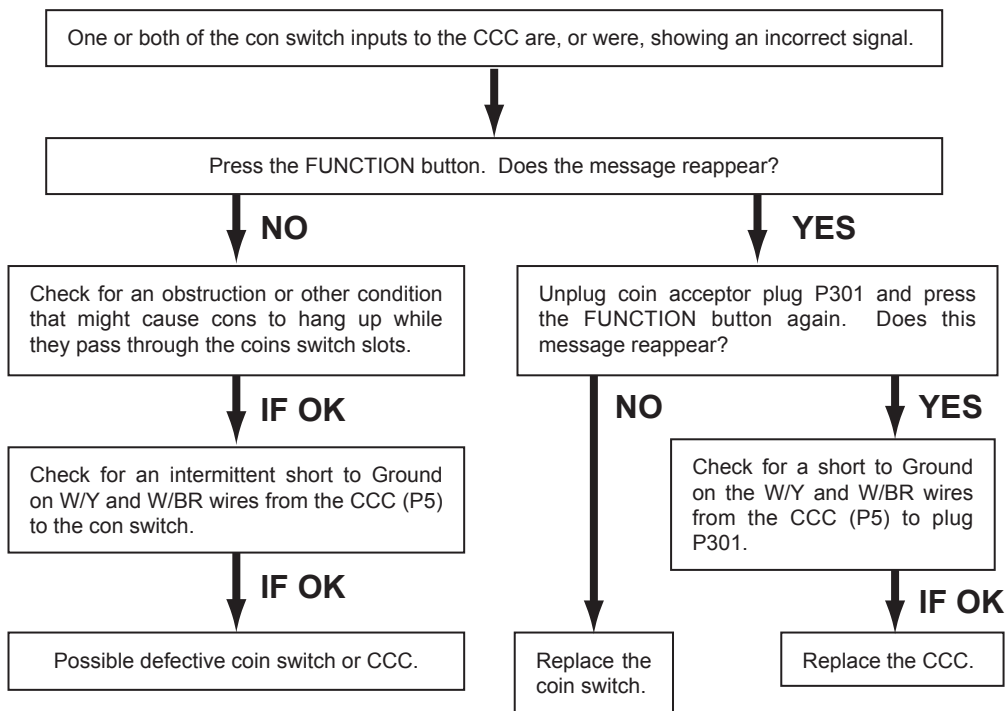 One or both of the con switch inputs to the CCC are, or were, showing an incorrect signal.
Press the FUNCTION button. Does the message reappear?
NO
YES
Check for an obstruction or other condition
that might cause cons to hang up while
they pass through the coins switch slots.
Unplug coin acceptor plug P301 and press
the FUNCTION button again. Does this
message reappear?
IF OK
NO
YES
Check for an intermittent short to Ground
on W/Y and W/BR wires from the CCC (P5)
to the con switch.
Check for a short to Ground
on the W/Y and W/BR wires
from the CCC (P5) to plug
P301.
IF OK
IF OK
Possible defective coin switch or CCC.
Replace the
coin switch.
Replace the CCC.